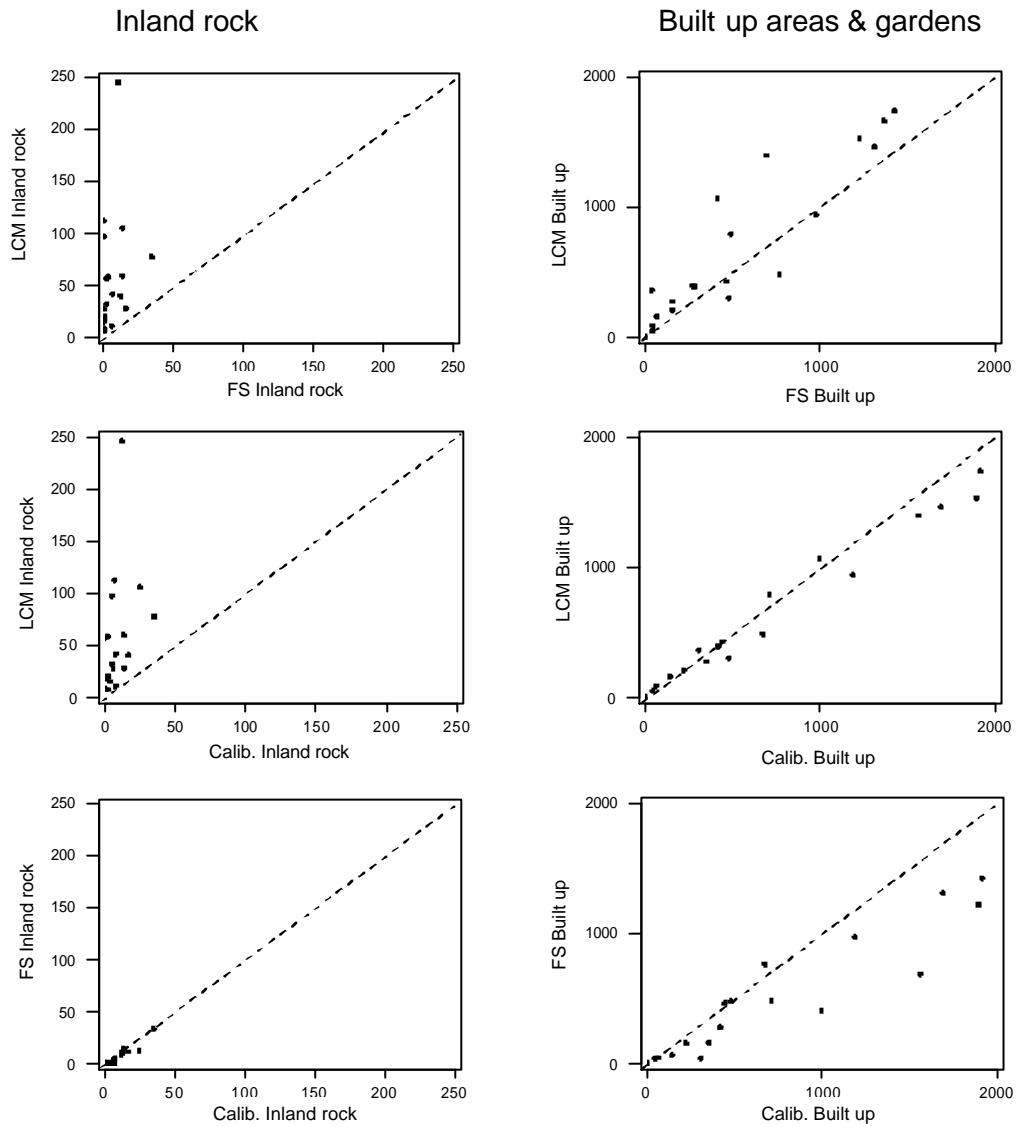 Inland rock
Built up areas & gardens
250
200
150
100
50
0
LCM Inland rock
0 50 100 150 200 250
FS Inland rock
2000
1000
0
LCM Built up
0 1000 2000
FS Built up
250
200
150
100
50
0
LCM Inland rock
0 50 100 150 200 250
Calib. Inland rock
2000
1000
0
LCM Built up
0 1000 2000
Calib. Built up
250
200
150
100
50
0
FS Inland rock
0 50 100 150 200 250
Calib. Inland rock
2000
1000
0
FS Built up
0 1000 2000
Calib. Built up